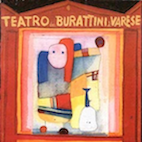 TEATRO DEI BURATTINI DI VARESE